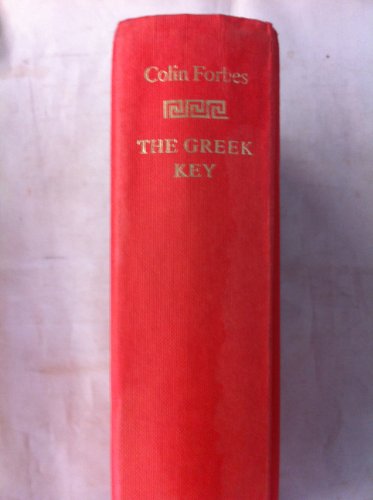 Colin Forbes
THE GREEK
KEY